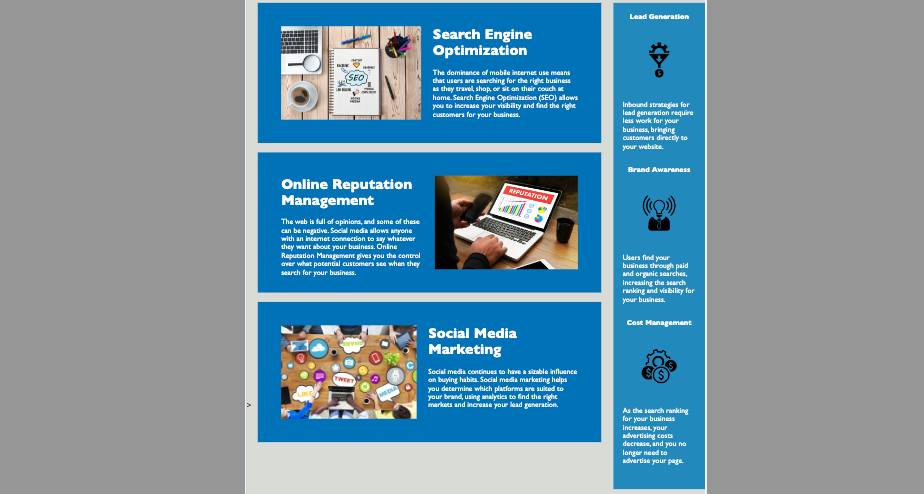 Search Engine
Optimization
The dominance of mobile internet use means
that users are searching for the right business
as they travel, shop, or sit on their couch at
home. Search Engine Optimization (SEO) allows
you to increase your visibility and find the right
customers for your business.
SEO
Online Reputation
Management
The web is full of opinions, and some of these
can be negative. Social media allows anyone
with an internet connection to say whatever
they want about your business. Online
Reputation Management gives you the control
over what potential customers see when they
search for your business.
REPUTATION
Social Media
Marketing
Social media continues to have a sizable influence
on buying habits. Social media marketing helps
you determine which platforms are suited to
your brand, using analytics to find the right
markets and increase your lead generation.
TWEET
LIKE
MEDIA
>
Lead Generation
Inbound strategies for
lead generation require
less work for your
business, bringing
customers directly to
your website.
Brand Awareness
Users find your
business through paid
and organic searches,
increasing the search
ranking and visibility for
your business.
Cost Management
As the search ranking
for your business
increases, your
advertising costs
decrease, and you no
longer need to
advertise your page.